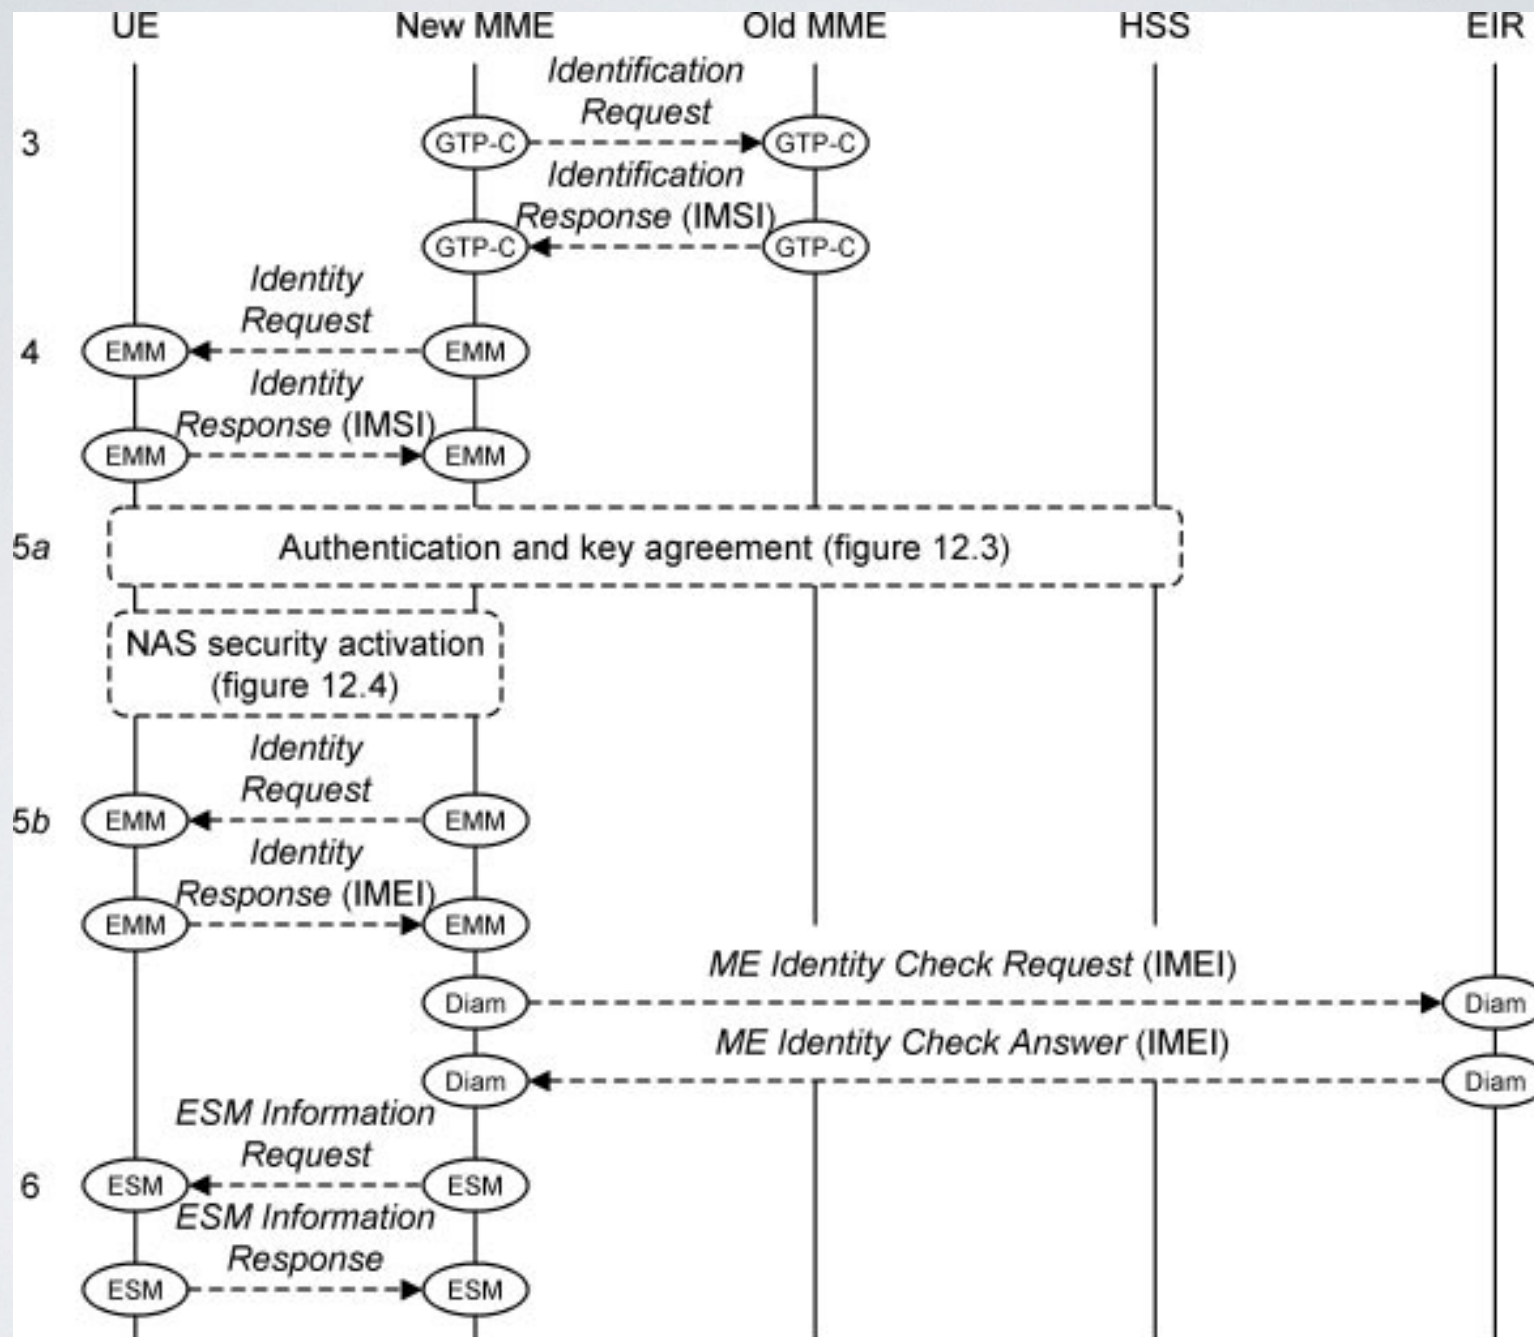 UE New MME Old MME HSS EIR
Identification
Request
3 GTP-C GTP-C
Identification
Response (IMSI)
GTP-C GTP-C
Identity
Request
4 EMM EMM
Identity
Response (IMSI)
EMM EMM
5a Authentication and key agreement (figure 12.3)
NAS security activation
(figure 12.4)
Identity
Request
5b EMM EMM
Identity
Response (IMEI)
EMM EMM
ME Identity Check Request (IMEI)
Diam Diam
ME Identity Check Answer (IMEI)
Diam Diam
ESM Information
Request
6 ESM ESM
ESM Information
Response
ESM ESM